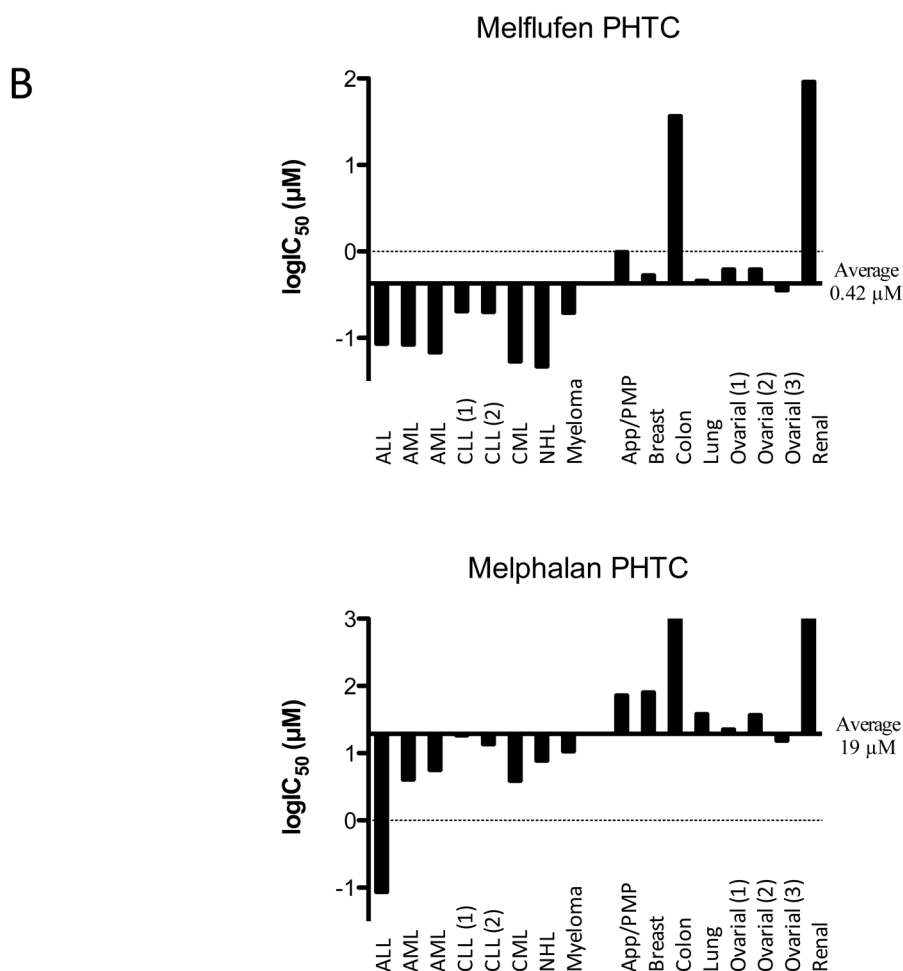 B
Melflufen PHTC
logIC50 (µM)
2
1
0
-1
Average
0.42 µM
ALL
AML
AML
CLL (1)
CLL (2)
CML
NHL
Myeloma
App/PMP
Breast
Colon
Lung
Ovarial (1)
Ovarial (2)
Ovarial (3)
Renal
Melphalan PHTC
logIC50 (µM)
3
2
1
0
-1
Average
19 µM
ALL
AML
AML
CLL (1)
CLL (2)
CML
NHL
Myeloma
App/PMP
Breast
Colon
Lung
Ovarial (1)
Ovarial (2)
Ovarial (3)
Renal